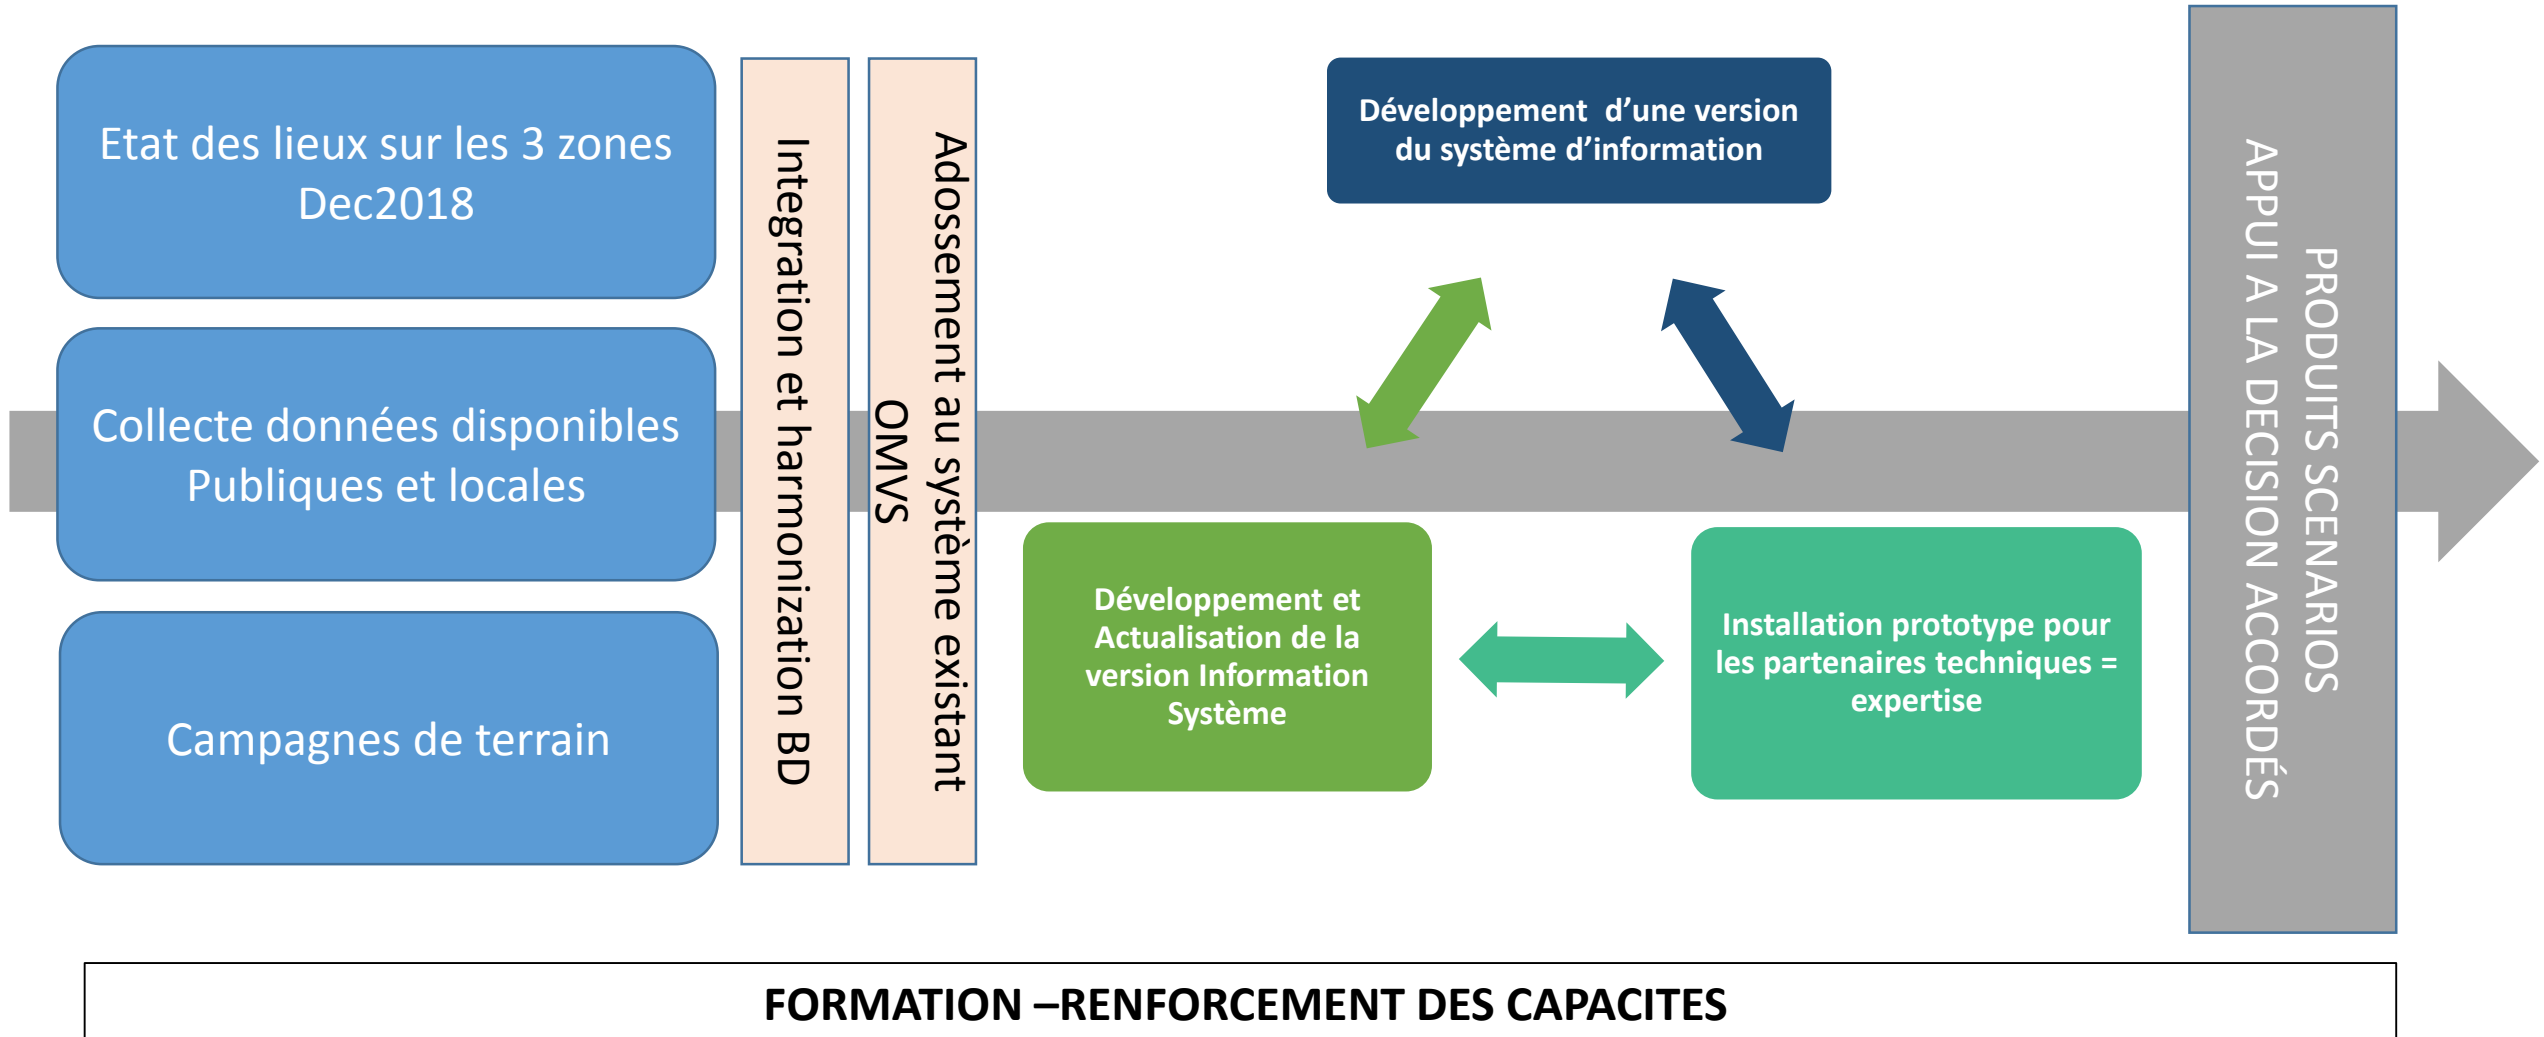 Etat des lieux sur les 3 zones
Dec2018
Collecte données disponibles
Publiques et locales
Campagnes de terrain
Integration et harmonization BD
Adossement au système existant
OMVS
Développement d’une version
du système d’information
Développement et
Actualisation de la
version Information
Système
Installation prototype pour
les partenaires techniques =
expertise
PRODUITS SCENARIOS
APPUI A LA DECISION ACCORDÉS
FORMATION –RENFORCEMENT DES CAPACITES